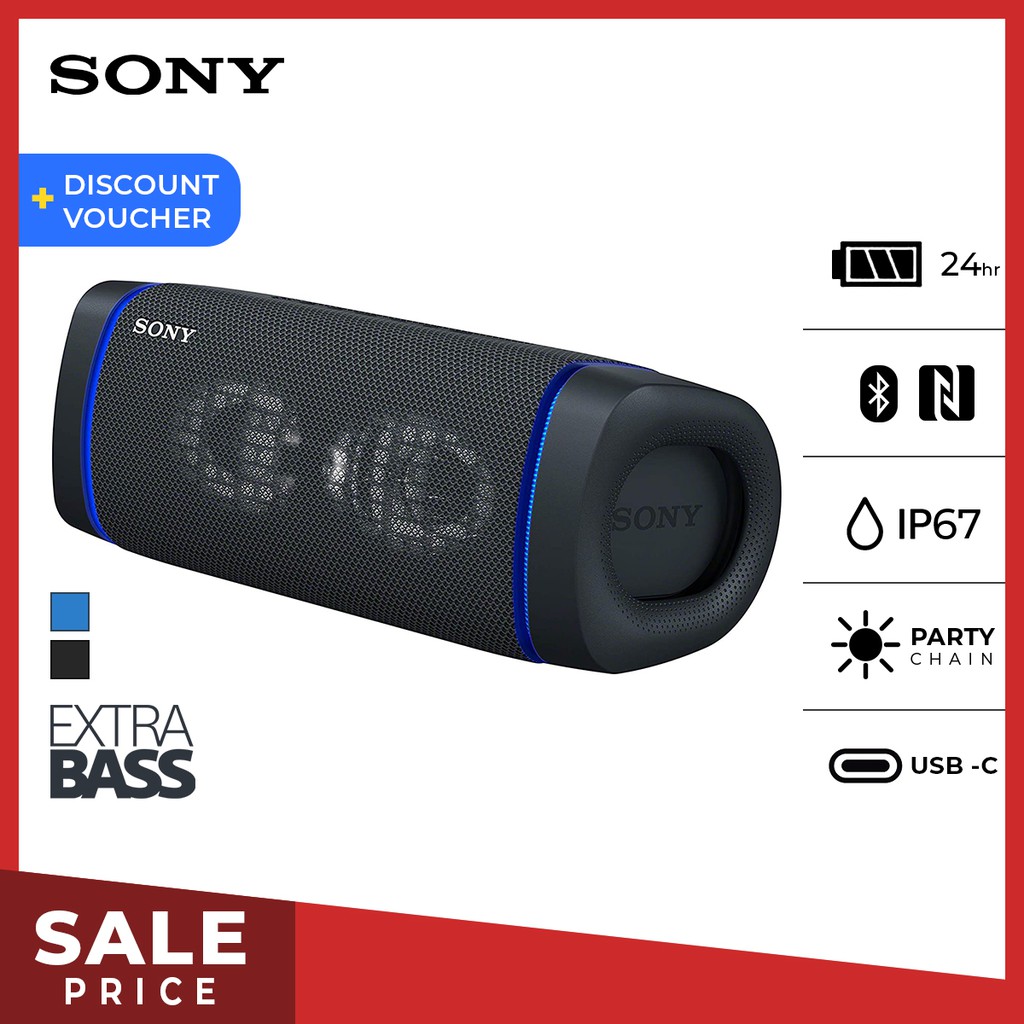 SONY
+ DISCOUNT
VOUCHER
24hr
SONY
IP67
SONY
PARTY
CHAIN
EXTRA
BASS
USB -C
SALE
PRICE